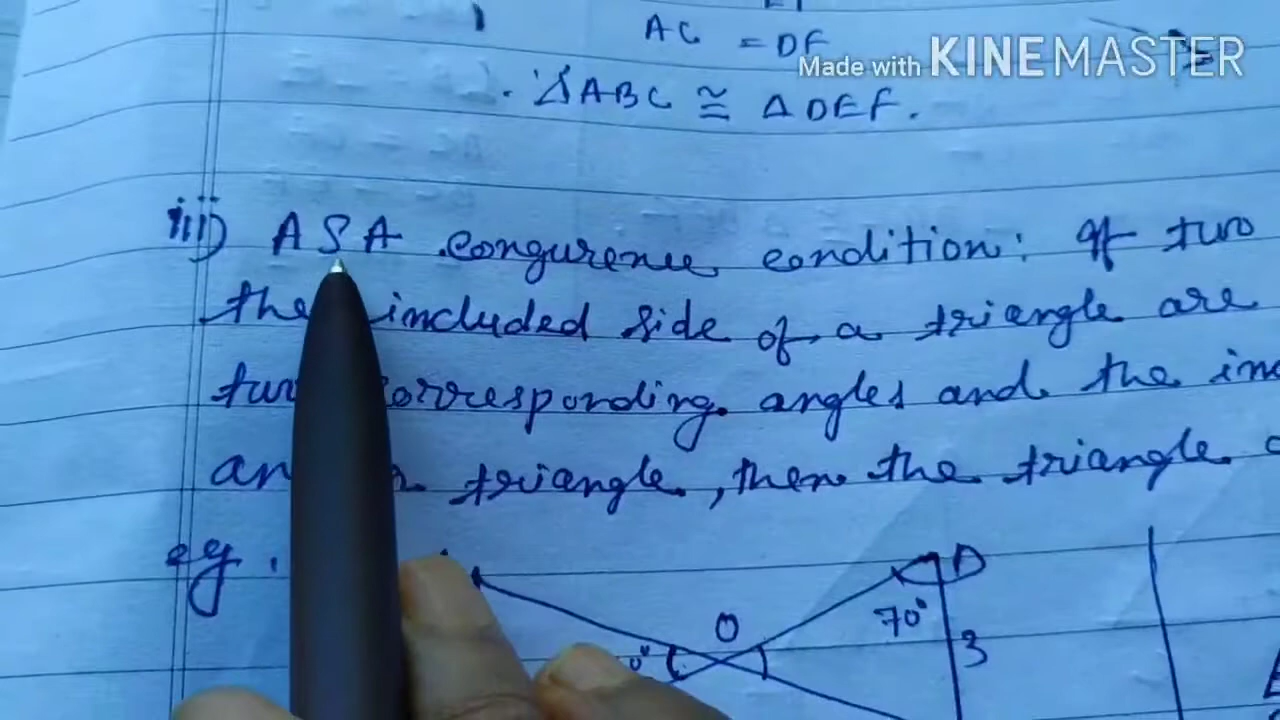 AC = DF
Made with KINEMASTER
∴ ΔABC ≅ ΔDEF.
iii) ASA congurence condition: If two
the included side of a triangle are
corresponding angles and the
triangle, then the triangle
eg.
D
70°
O
3